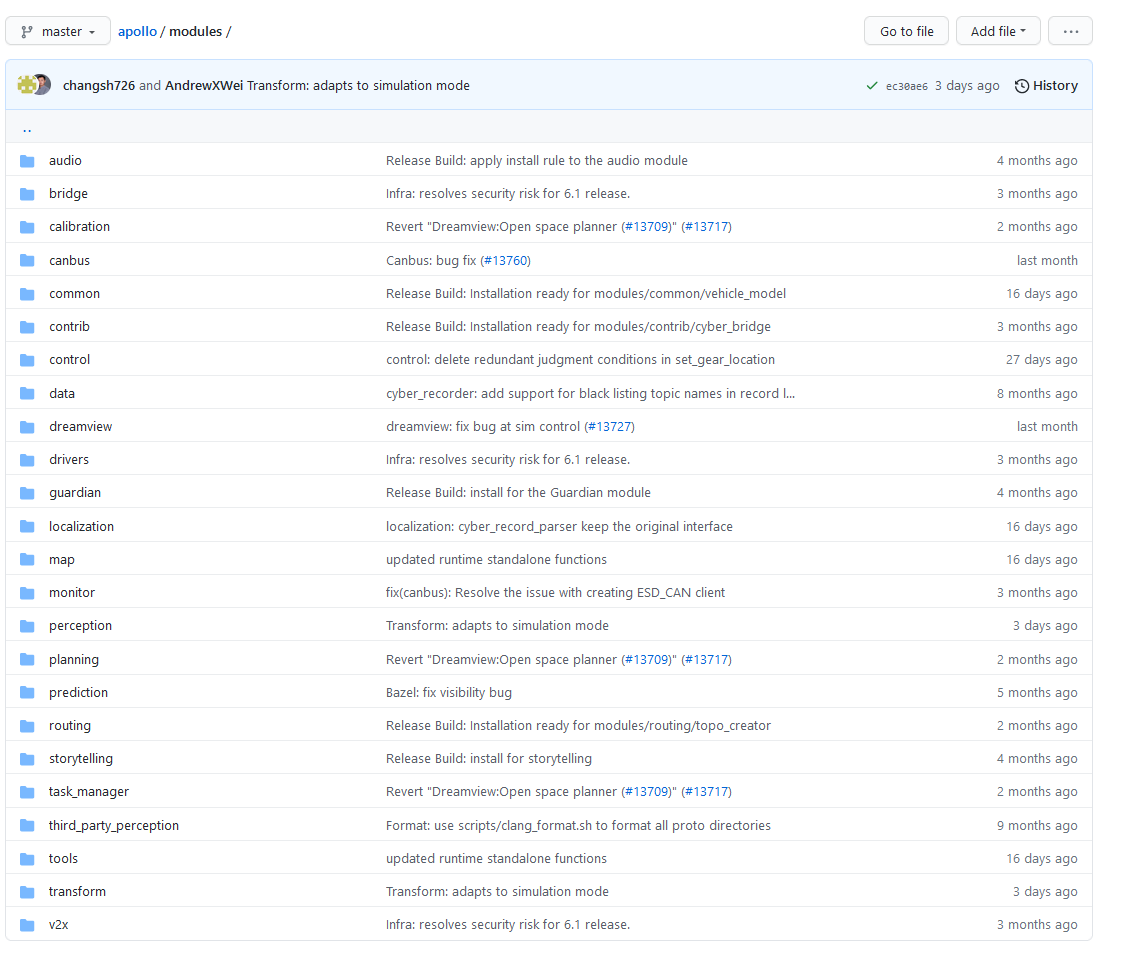 master apollo / modules / Go to file Add file ...
changsh726 and AndrewXWei Transform: adapts to simulation mode ec30ae6 3 days ago History
..
audio Release Build: apply install rule to the audio module 4 months ago
bridge Infra: resolves security risk for 6.1 release. 3 months ago
calibration Revert "Dreamview:Open space planner (#13709)" (#13717) 2 months ago
canbus Canbus: bug fix (#13760) last month
common Release Build: Installation ready for modules/common/vehicle_model 16 days ago
contrib Release Build: Installation ready for modules/contrib/cyber_bridge 3 months ago
control control: delete redundant judgment conditions in set_gear_location 27 days ago
data cyber_recorder: add support for black listing topic names in record l... 8 months ago
dreamview dreamview: fix bug at sim control (#13727) last month
drivers Infra: resolves security risk for 6.1 release. 3 months ago
guardian Release Build: install for the Guardian module 4 months ago
localization localization: cyber_record_parser keep the original interface 16 days ago
map updated runtime standalone functions 16 days ago
monitor fix(canbus): Resolve the issue with creating ESD_CAN client 3 months ago
perception Transform: adapts to simulation mode 3 days ago
planning Revert "Dreamview:Open space planner (#13709)" (#13717) 2 months ago
prediction Bazel: fix visibility bug 5 months ago
routing Release Build: Installation ready for modules/routing/topo_creator 2 months ago
storytelling Release Build: install for storytelling 4 months ago
task_manager Revert "Dreamview:Open space planner (#13709)" (#13717) 2 months ago
third_party_perception Format: use scripts/clang_format.sh to format all proto directories 9 months ago
tools updated runtime standalone functions 16 days ago
transform Transform: adapts to simulation mode 3 days ago
v2x Infra: resolves security risk for 6.1 release. 3 months ago